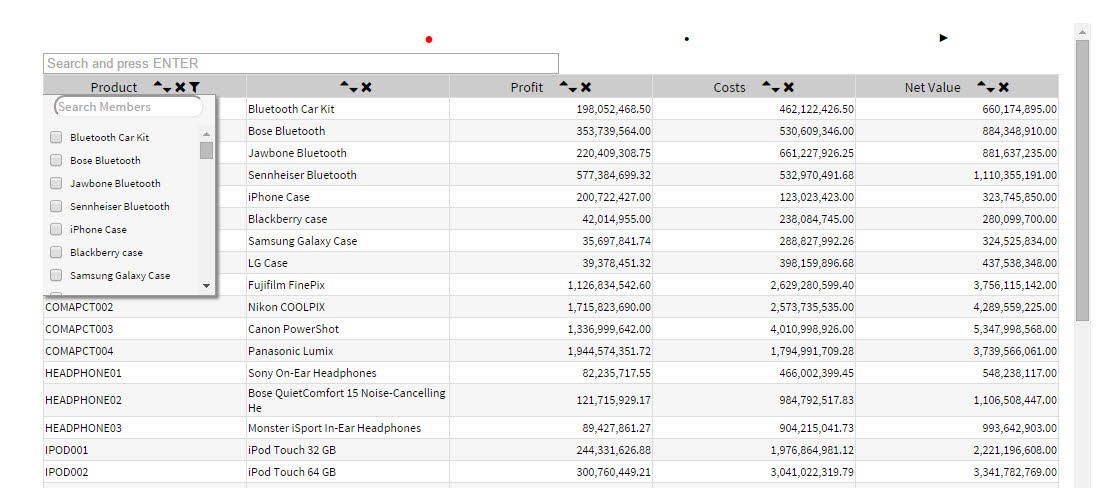 Search and press ENTER
Product Profit Costs Net Value
Search Members
Bluetooth Car Kit
Bose Bluetooth
Jawbone Bluetooth
Sennheiser Bluetooth
iPhone Case
Blackberry case
Samsung Galaxy Case
Bluetooth Car Kit 198,052,468.50 462,122,426.50 660,174,895.00
Bose Bluetooth 353,739,564.00 530,609,346.00 884,348,910.00
Jawbone Bluetooth 220,409,308.75 661,227,926.25 881,637,235.00
Sennheiser Bluetooth 577,384,699.32 532,970,491.68 1,110,355,191.00
iPhone Case 200,722,427.00 123,023,423.00 323,745,850.00
Blackberry case 42,014,955.00 238,084,745.00 280,099,700.00
Samsung Galaxy Case 35,697,841.74 288,827,992.26 324,525,834.00
LG Case 39,378,451.32 398,159,896.68 437,538,348.00
Fujifilm FinePix 1,126,834,542.60 2,629,280,599.40 3,756,115,142.00
COMAPCT002 Nikon COOLPIX 1,715,823,690.00 2,573,735,535.00 4,289,559,225.00
COMAPCT003 Canon PowerShot 1,336,999,642.00 4,010,998,926.00 5,347,998,568.00
COMAPCT004 Panasonic Lumix 1,944,574,351.72 1,794,991,709.28 3,739,566,061.00
HEADPHONE01 Sony On-Ear Headphones 82,235,717.55 466,002,399.45 548,238,117.00
HEADPHONE02 Bose QuietComfort 15 Noise-Cancelling 121,715,929.17 984,792,517.83 1,106,508,447.00
He
HEADPHONE03 Monster iSport In-Ear Headphones 89,427,861.27 904,215,041.73 993,642,903.00
IPOD001 iPod Touch 32 GB 244,331,626.88 1,976,864,981.12 2,221,196,608.00
IPOD002 iPod Touch 64 GB 300,760,449.21 3,041,022,319.79 3,341,782,769.00